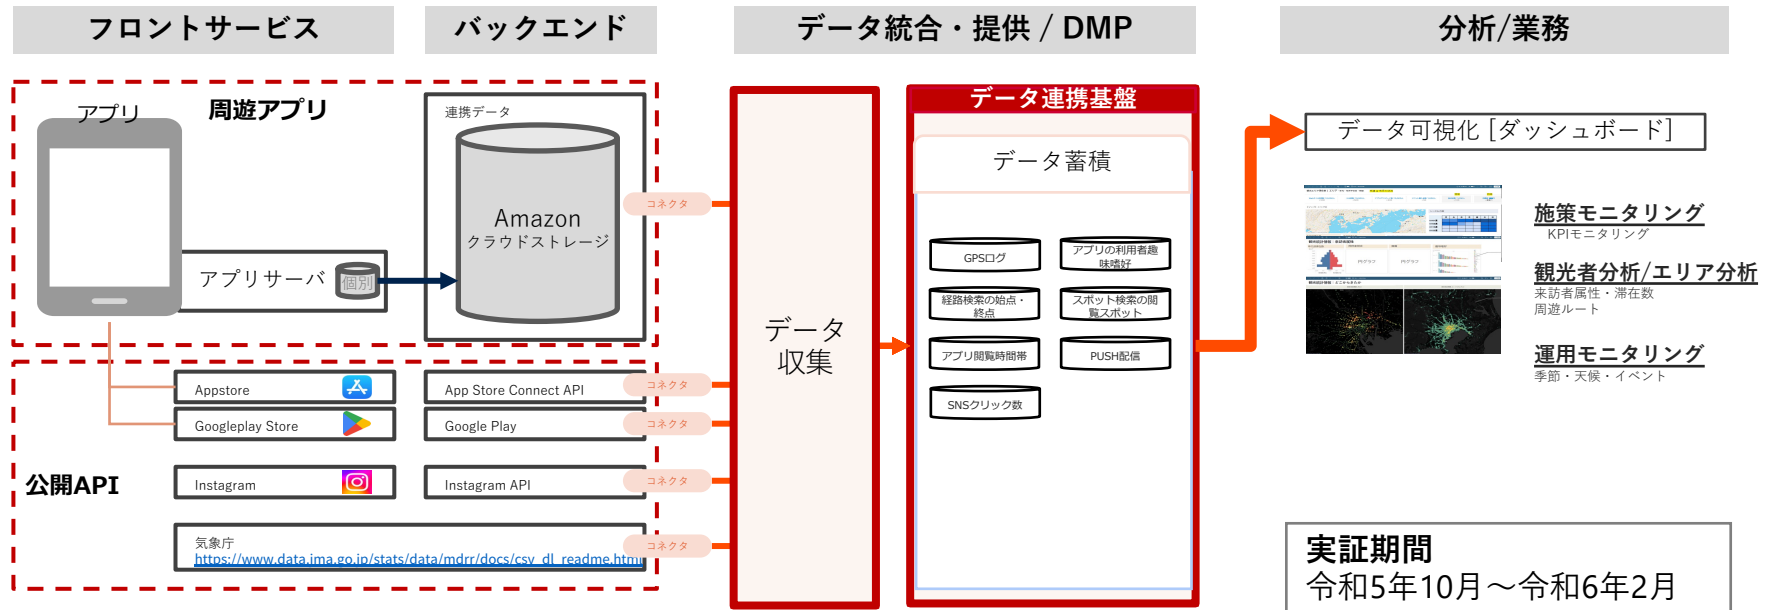 フロントサービス
バックエンド
データ統合・提供 / DMP
分析/業務
アプリ
周遊アプリ
連携データ
Amazon
クラウドストレージ
アプリサーバ
個別
コネクタ
公開API
Appstore
App Store Connect API
コネクタ
Googleplay Store
Google Play
コネクタ
Instagram
Instagram API
コネクタ
気象庁
https://www.data.jma.go.jp/stats/data/mdrr/docs/csv_dl_readme.html
コネクタ
データ
収集
データ連携基盤
データ蓄積
GPSログ
アプリの利用者趣
味嗜好
経路検索の始点・
終点
スポット検索の閲
覧スポット
アプリ閲覧時間帯
PUSH配信
SNSクリック数
データ可視化 [ダッシュボード]
施策モニタリング
KPIモニタリング
観光者分析/エリア分析
来訪者属性・滞在数
周遊ルート
運用モニタリング
季節・天候・イベント
実証期間
令和5年10月～令和6年2月